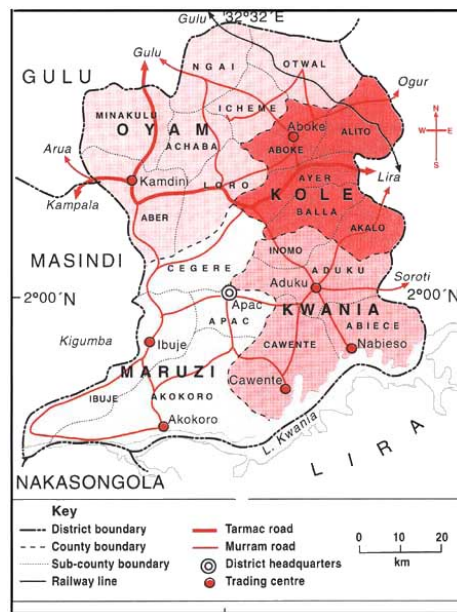 Gulu
32°32´E
GULU
Gulu
NGAI
OTWAL
Ogur
ICHEME
MINAKULU
OYAM
ACHABA
Aboke
ABOKE
ALITO
N
W
E
S
Arua
Kamdini
LORO
AYER
Lira
KOLE
Kampala
ABER
BALLA
AKALO
MASINDI
INOMO
CEGERE
ADUKU
Aduku
Soroti
2°00´N
Apac
2°00´N
KWANIA
APAC
ABIECE
Kigumba
Ibuje
CAWENTE
Nabieso
MARUZI
Cawente
IBUJE
AKOKORO
Akokoro
L. Kwania
LIRA
NAKASONGOLA
Key
District boundary
County boundary
Sub-county boundary
Railway line
Tarmac road
Murram road
District headquarters
Trading centre
0 10 20
km